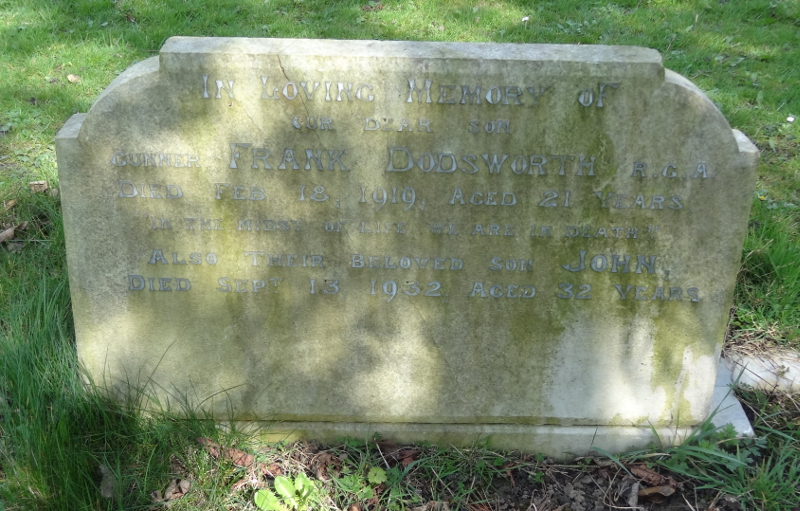 IN LOVING MEMORY OF
OUR DEAR SON
GUNNER FRANK DODSWORTH R.G.A.
DIED FEB 18, 1919, AGED 21 YEARS
"IN THE MIDST OF LIFE, WE ARE IN DEATH."
ALSO THEIR BELOVED SON JOHN,
DIED SEPT 13, 1932, AGED 32 YEARS